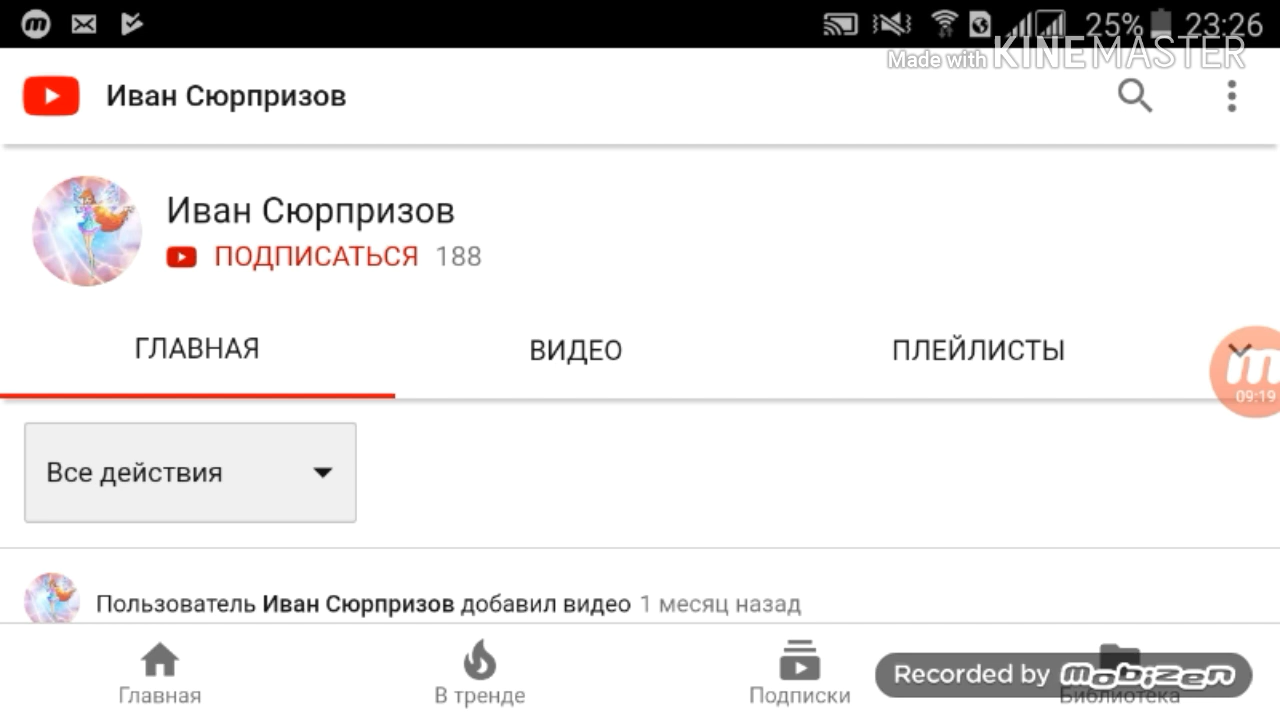 25% 23:26
Made with KINEMASTER
Иван Сюрпризов
Иван Сюрпризов
ПОДПИСАТЬСЯ 188
ГЛАВНАЯ ВИДЕО ПЛЕЙЛИСТЫ
09:19
Все действия
Пользователь Иван Сюрпризов добавил видео 1 месяц назад
Recorded by mobizen
Главная В тренде Подписки Библиотека